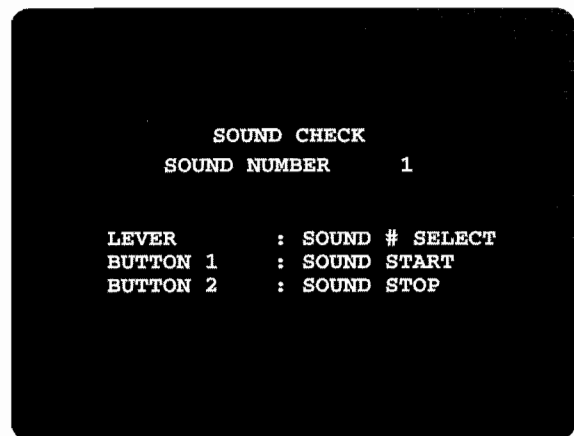 SOUND CHECK
SOUND NUMBER 1
LEVER : SOUND # SELECT
BUTTON 1 : SOUND START
BUTTON 2 : SOUND STOP